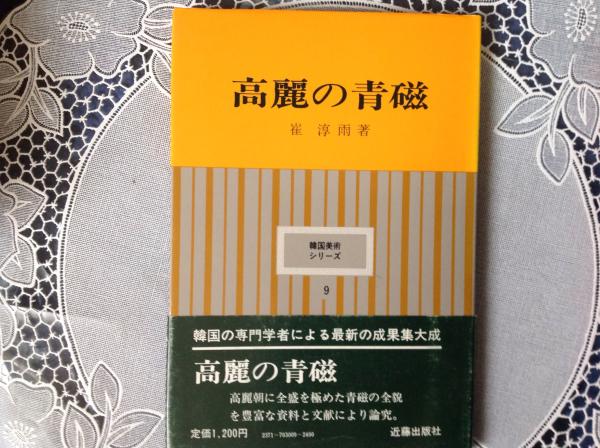 高麗の青磁
崔淳雨著
韓国美術
シリーズ
9
韓国の専門学者による最新の成果集大成
高麗の青磁
高麗朝に全盛を極めた青磁の全貌
を豊富な資料と文献により論究。
定価1,200円 2371-703009-2490 近藤出版社